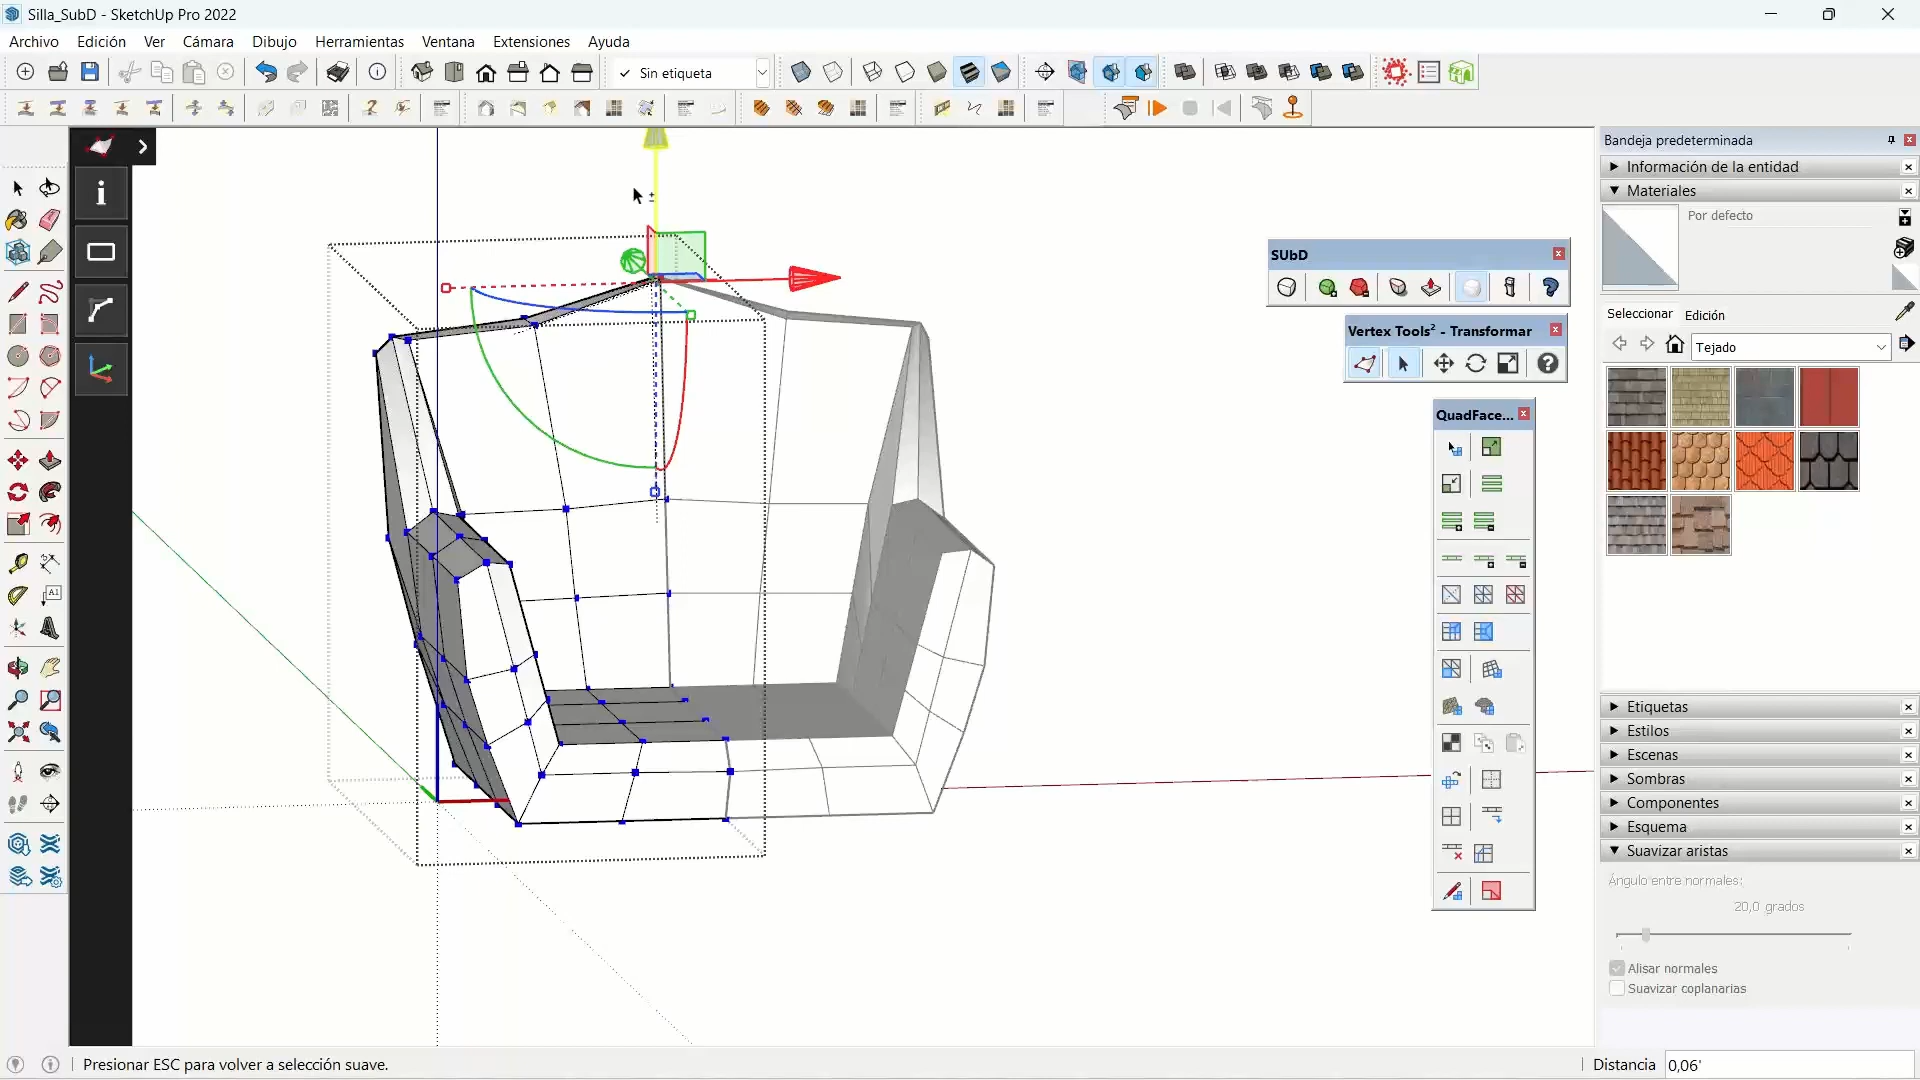 Silla_SubD - SketchUp Pro 2022
Archivo Edición Ver Cámara Dibujo Herramientas Ventana Extensiones Ayuda
✓ Sin etiqueta
Bandeja predeterminada
Información de la entidad
Materiales
Por defecto
SUbD
Vertex Tools² - Transformar
Seleccionar Edición
Tejado
QuadFace...
Etiquetas
Estilos
Escenas
Sombras
Componentes
Esquema
Suavizar aristas
Ángulo entre normales:
20,0 grados
Alisar normales
Suavizar coplanarias
Presionar ESC para volver a selección suave.
Distancia 0,06'